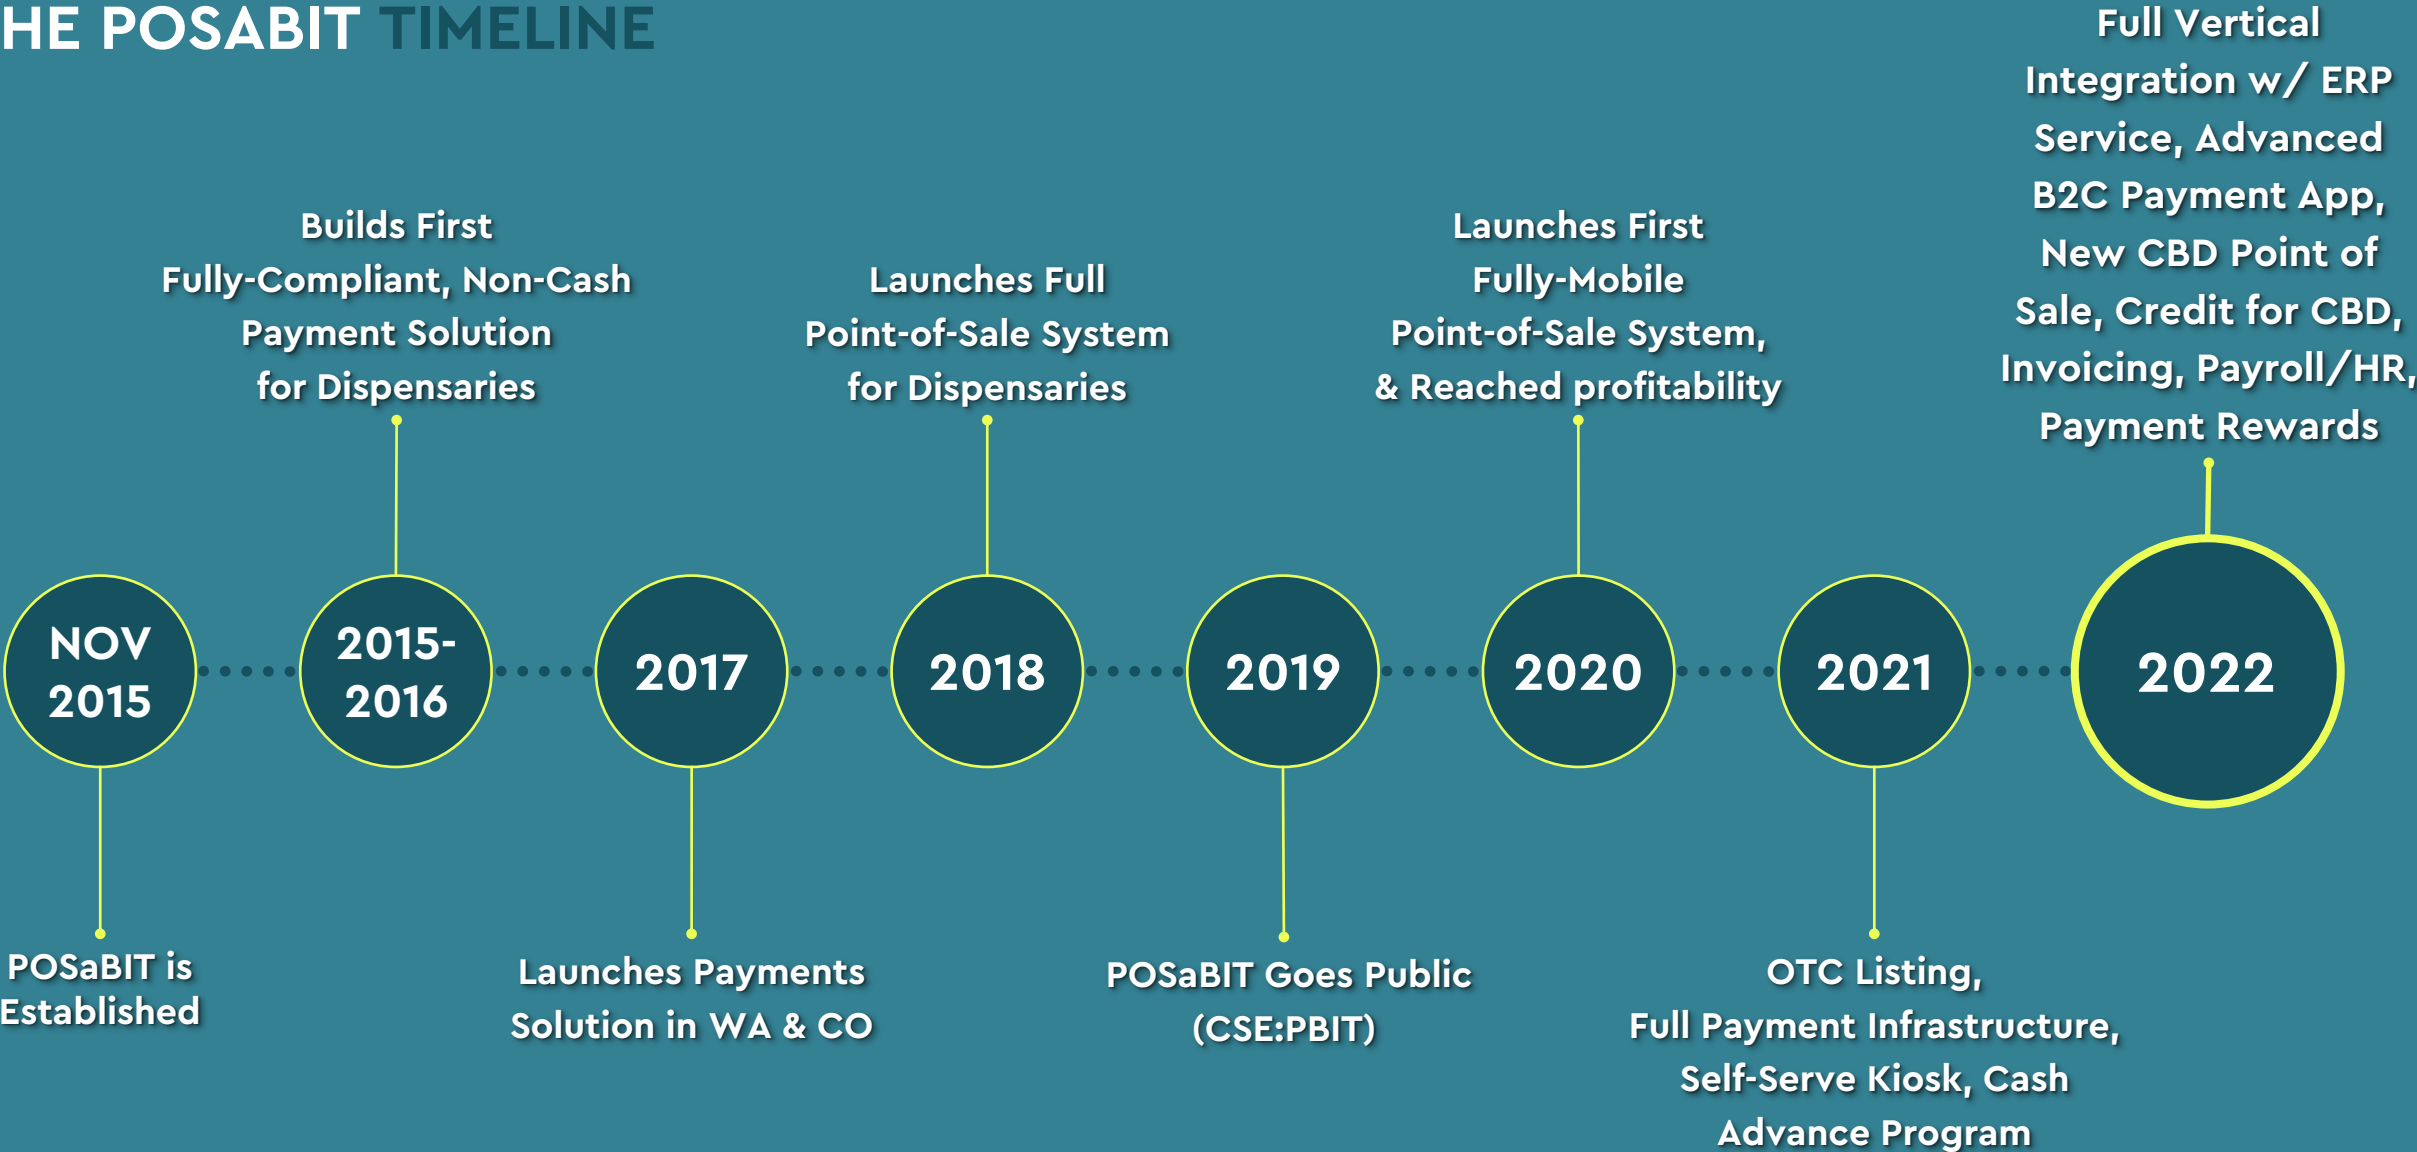 HE POSABIT TIMELINE
Full Vertical
Integration w/ ERP
Service, Advanced
B2C Payment App,
New CBD Point of
Sale, Credit for CBD,
Invoicing, Payroll/HR,
Payment Rewards
Builds First
Fully-Compliant, Non-Cash
Payment Solution
for Dispensaries
Launches Full
Point-of-Sale System
for Dispensaries
Launches First
Fully-Mobile
Point-of-Sale System,
& Reached profitability
NOV
2015
2015-
2016
2017
2018
2019
2020
2021
2022
POSaBIT is
Established
Launches Payments
Solution in WA & CO
POSaBIT Goes Public
(CSE:PBIT)
OTC Listing,
Full Payment Infrastructure,
Self-Serve Kiosk, Cash
Advance Program